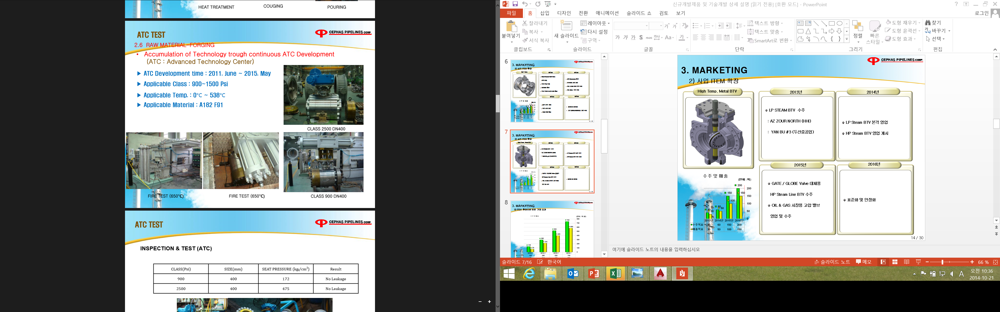 HEAT TREATMENT
COUGING
POURING
ATC TEST
CEPHAS PIPELINES CORP.
2.6 RAW MATERIAL-FORGING
• Accumulation of Technology trough continuous ATC Development
(ATC : Advanced Technology Center)
▶ ATC Development time : 2011. June ~ 2015. May
▶ Applicable Class : 900~1500 Psi
▶ Applicable Temp. : 0℃ ~ 538℃
▶ Applicable Material : A182 F91
CLASS 2500 DN400
FIRE TEST (650℃)
FIRE TEST (650℃)
CLASS 900 DN400
ATC TEST
CEPHAS PIPELINES CORP.
INSPECTION & TEST (ATC)
CLASS(Psi) SIZE(mm) SEAT PRESSURE (kgf/cm²) Result
900 400 172 No Leakage
2500 400 475 No Leakage
신규개발제품 및 기술개발 상세 설명 [읽기 전용] [호환 모드] - PowerPoint
파일 홈 삽입 디자인 전환 애니메이션 슬라이드 쇼 검토 보기
로그인
붙여넣기
잘라내기
복사
서식 복사
클립보드
새 슬라이드
레이아웃
다시 설정
구역
슬라이드
가 가 가 S 가나다 간나 Aa 가
글꼴
텍스트 방향
텍스트 맞춤
SmartArt로 변환
단락
정렬
빠른
스타일
도형 채우기
도형 윤곽선
도형 효과
그리기
찾기
바꾸기
선택
편집
6
3. MARKETING
2) 사업 ITEM 확장
7
3. MARKETING
2) 사업 ITEM 확장
8
3. MARKETING
CEPHAS PIPELINES CORP.
3. MARKETING
2) 사업 ITEM 확장
High Temp. Metal BTV
2013년
LP STEAM BTV 수주
: AZ ZOUR NORTH (HHI)
: YAN BU #3 (두산중공업)
2014년
LP Steam BTV 본격 영업
HP Steam BTV 영업 개시
2015년
GATE / GLOBE Valve 대체용
HP Steam Line BTV 수주
OIL & GAS 시장용 고압 밸브
영업 및 수주
2016년
표준화 및 안정화
수주 및 매출
(단위 : 억)
200
150 150
100
60 50
40 30
200
150
100
50
0
2013년 2014년 2015년 2016년
수주목표 40 60 150 200
매출목표 30 50 100 150
14 / 30
여기에 슬라이드 노트의 내용을 입력하십시오
슬라이드 7/16 한국어
슬라이드 노트 메모 66 %
A
오전 10:36
2014-10-21